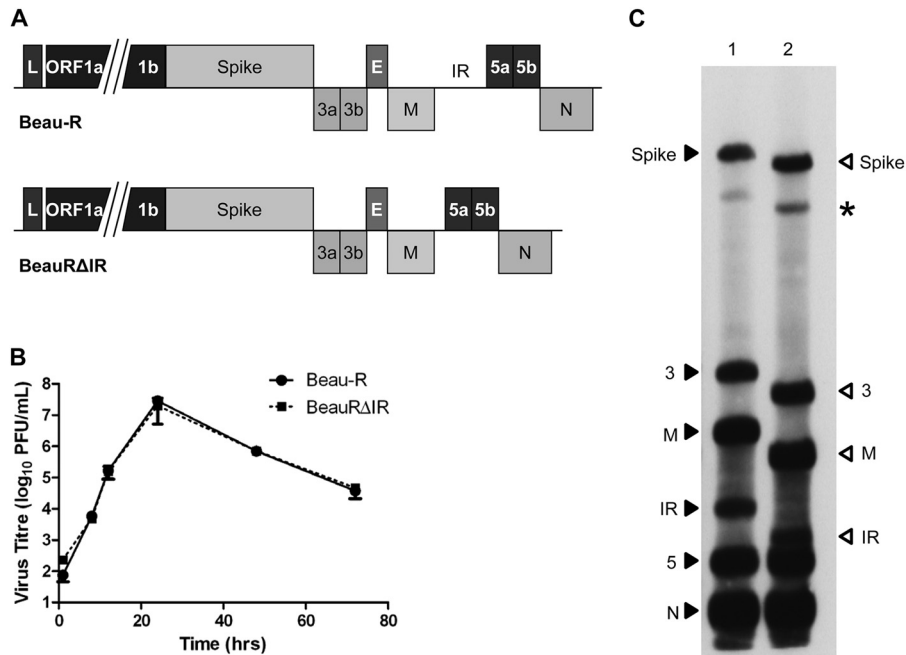 A
L ORF1a 1b Spike E IR 5a 5b
3a 3b M N
Beau-R
L ORF1a 1b Spike E 5a 5b
3a 3b M N
BeauRΔIR
B
Virus Titre (log10 PFU/mL)
8
7
6
5
4
3
2
1
0 20 40 60 80
Time (hrs)
Beau-R
BeauRΔIR
C
1 2
Spike Spike
*
3 3
M M
IR IR
5
N